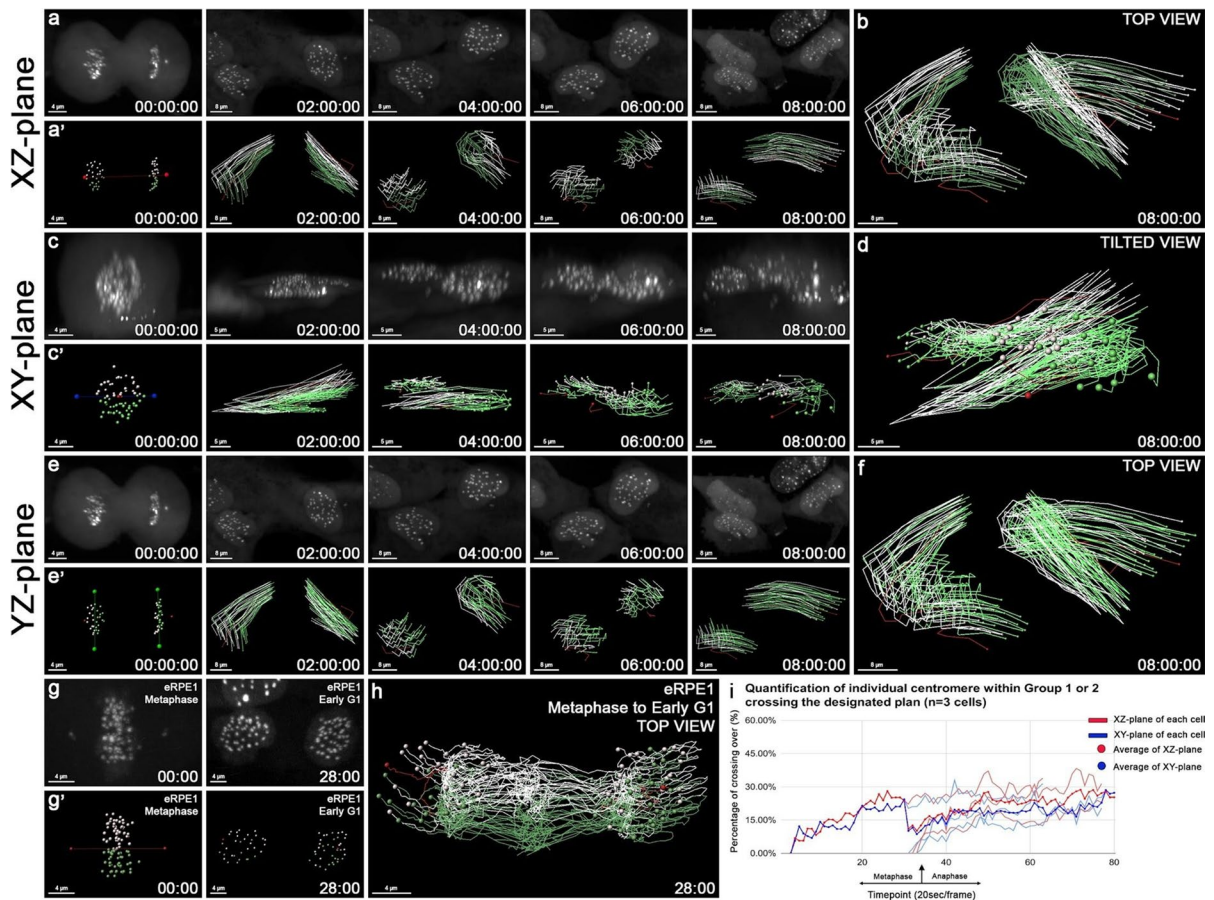 XZ-plane
a
4 µm
00:00:00
8 µm
02:00:00
8 µm
04:00:00
8 µm
06:00:00
8 µm
08:00:00
a'
4 µm
00:00:00
8 µm
02:00:00
8 µm
04:00:00
8 µm
06:00:00
8 µm
08:00:00
b
TOP VIEW
8 µm
08:00:00
XY-plane
c
4 µm
00:00:00
5 µm
02:00:00
5 µm
04:00:00
5 µm
06:00:00
5 µm
08:00:00
c'
4 µm
00:00:00
5 µm
02:00:00
5 µm
04:00:00
5 µm
06:00:00
5 µm
08:00:00
d
TILTED VIEW
5 µm
08:00:00
YZ-plane
e
4 µm
00:00:00
8 µm
02:00:00
8 µm
04:00:00
8 µm
06:00:00
8 µm
08:00:00
e'
4 µm
00:00:00
8 µm
02:00:00
8 µm
04:00:00
8 µm
06:00:00
8 µm
08:00:00
f
TOP VIEW
8 µm
08:00:00
g
eRPE1
Metaphase
4 µm
00:00
eRPE1
Early G1
4 µm
28:00
g'
eRPE1
Metaphase
4 µm
00:00
eRPE1
Early G1
4 µm
28:00
h
eRPE1
Metaphase to Early G1
TOP VIEW
4 µm
28:00
i
Quantification of individual centromere within Group 1 or 2
crossing the designated plan (n=3 cells)
Percentage of crossing over (%)
60.00%
45.00%
30.00%
15.00%
0.00%
20
40
60
80
XZ-plane of each cell
XY-plane of each cell
Average of XZ-plane
Average of XY-plane
Metaphase
Anaphase
Timepoint (20sec/frame)